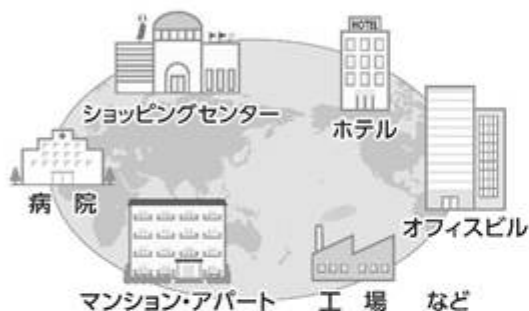 HOTEL
ショッピングセンター
ホテル
病 院
オフィスビル
マンション・アパート
工 場 など